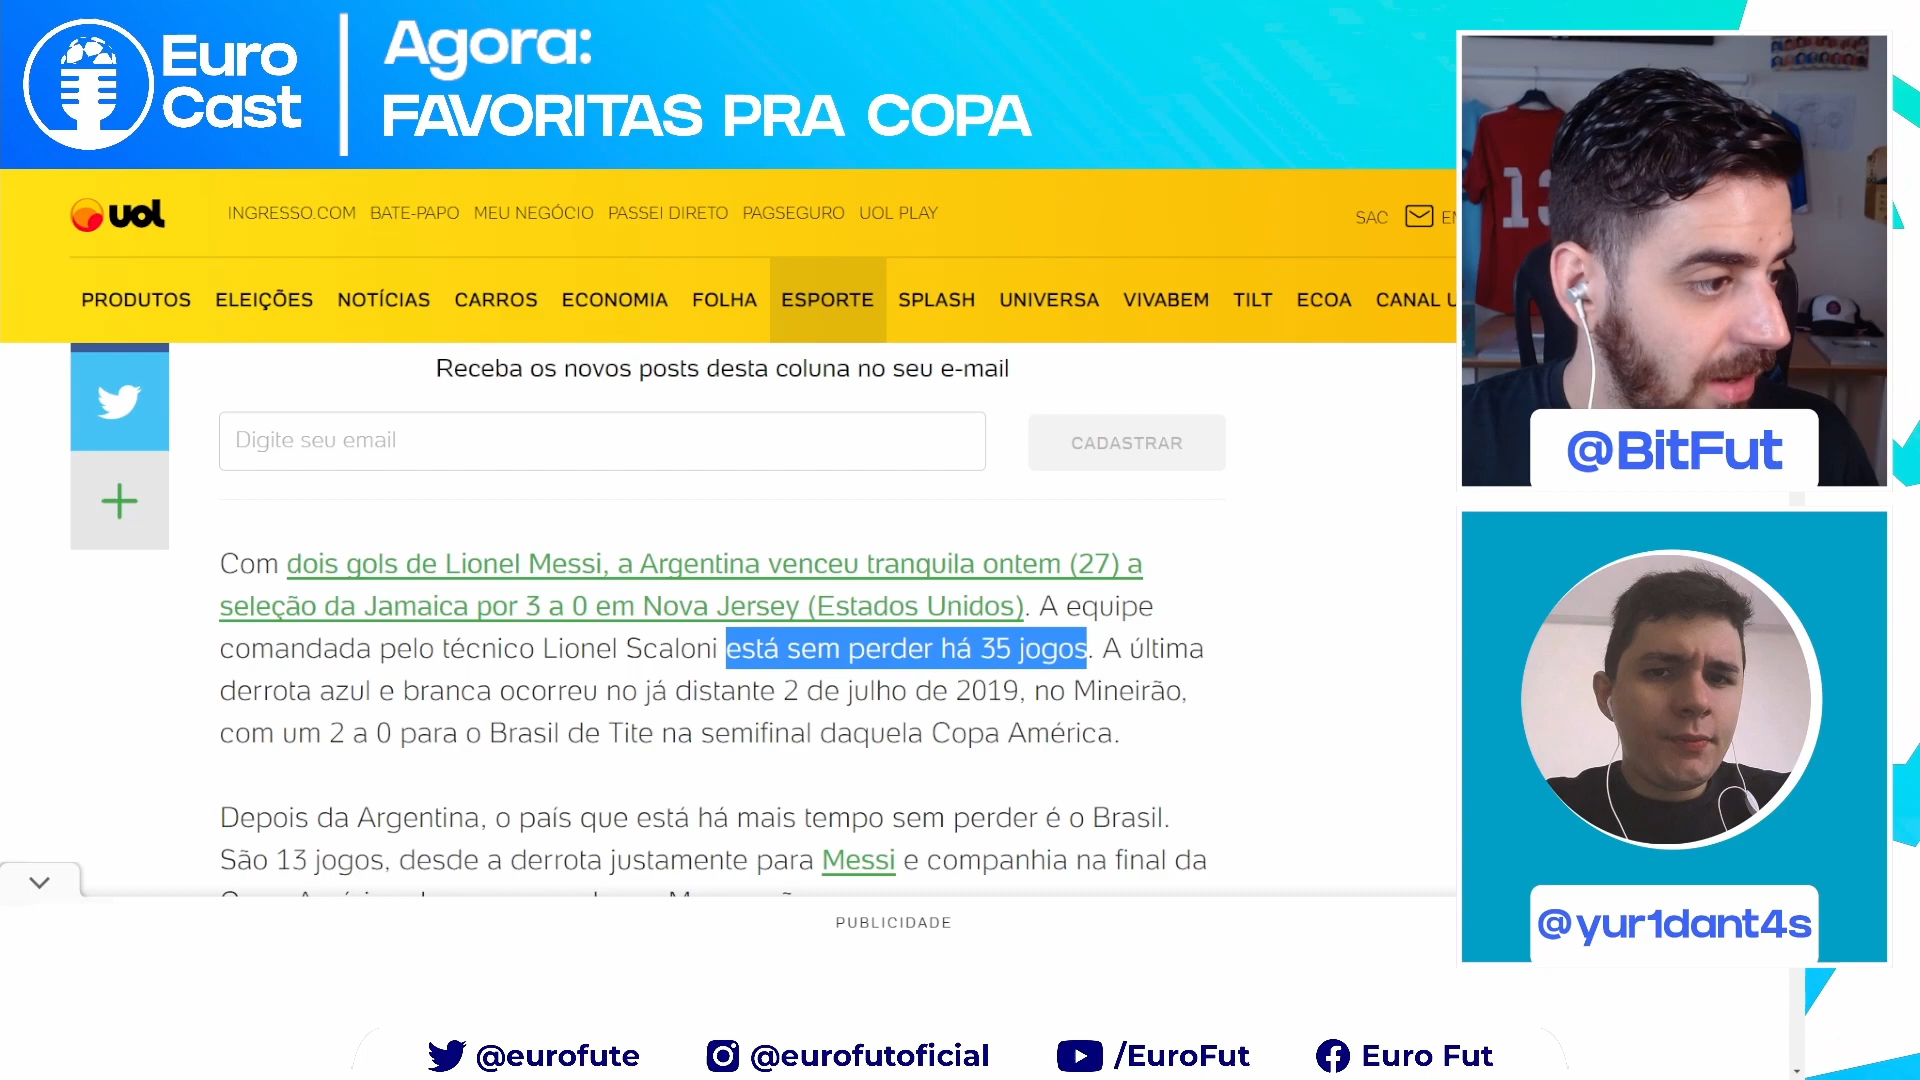 Euro
Cast
Agora:
FAVORITAS PRA COPA
UOL
INGRESSO.COM BATE-PAPO MEU NEGÓCIO PASSEI DIRETO PAGSEGURO UOL PLAY
SAC
PRODUTOS ELEIÇÕES NOTÍCIAS CARROS ECONOMIA FOLHA ESPORTE SPLASH UNIVERSA VIVABEM TILT ECOA CANAL U
Receba os novos posts desta coluna no seu e-mail
Digite seu email
CADASTRAR
Com dois gols de Lionel Messi, a Argentina venceu tranquila ontem (27) a
seleção da Jamaica por 3 a 0 em Nova Jersey (Estados Unidos). A equipe
comandada pelo técnico Lionel Scaloni está sem perder há 35 jogos. A última
derrota azul e branca ocorreu no já distante 2 de julho de 2019, no Mineirão,
com um 2 a 0 para o Brasil de Tite na semifinal daquela Copa América.
Depois da Argentina, o país que está há mais tempo sem perder é o Brasil.
São 13 jogos, desde a derrota justamente para Messi e companhia na final da
PUBLICIDADE
@BitFut
@yur1dant4s
@eurofute @eurofutoficial /EuroFut Euro Fut